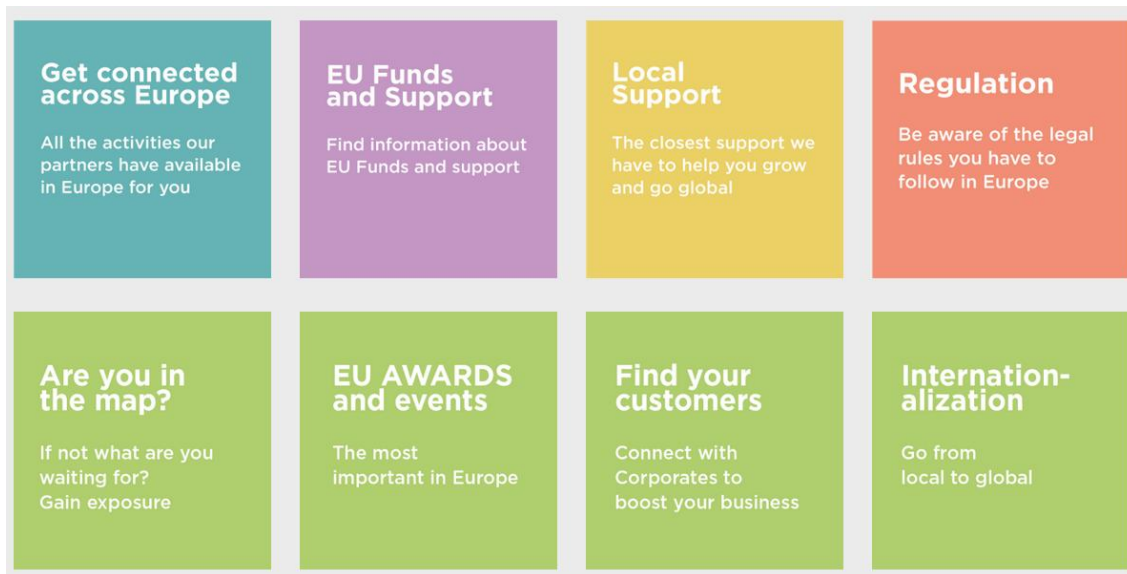 Get connected
across Europe
All the activities our
partners have available
in Europe for you
EU Funds
and Support
Find information about
EU Funds and support
Local
Support
The closest support we
have to help you grow
and go global
Regulation
Be aware of the legal
rules you have to
follow in Europe
Are you in
the map?
If not what are you
waiting for?
Gain exposure
EU AWARDS
and events
The most
important in Europe
Find your
customers
Connect with
Corporates to
boost your business
Internation-
alization
Go from
local to global